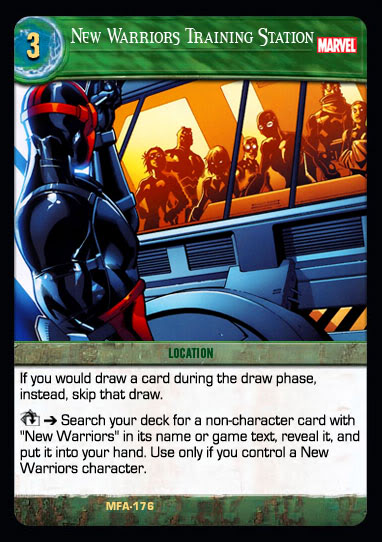 3
New Warriors Training Station
MARVEL
LOCATION
If you would draw a card during the draw phase,
instead, skip that draw.
➔ Search your deck for a non-character card with
"New Warriors" in its name or game text, reveal it, and
put it into your hand. Use only if you control a New
Warriors character.
MFA-176